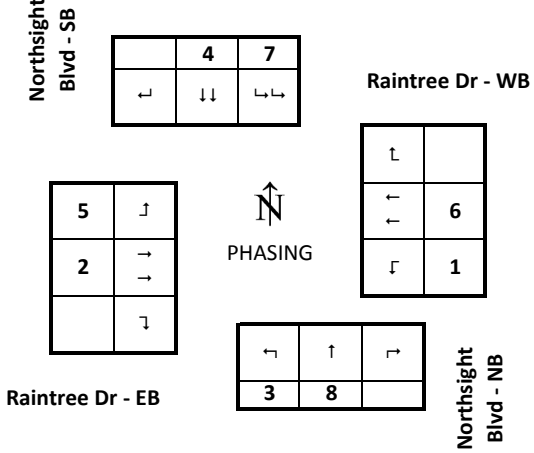 Northsight
Blvd - SB
4 7
↵ ↓↓ ↳↳
Raintree Dr - WB
↑
←
← 6
1
5
2 →
→
N
PHASING
Raintree Dr - EB
↰ ↑ ↱
3 8
Northsight
Blvd - NB